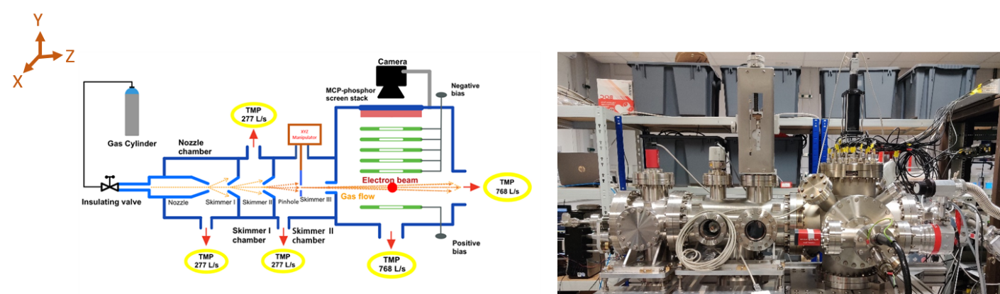 Y
Z
X
Camera
MCP-phosphor
screen stack
Negative
bias
TMP
277 L/s
XYZ
Manipulator
Gas Cylinder
Nozzle
chamber
Electron beam
TMP
768 L/s
Gas flow
Insulating valve
Nozzle
Skimmer I
Skimmer II
Pinhole
Skimmer III
Skimmer I
chamber
Skimmer II
chamber
Positive
bias
TMP
277 L/s
TMP
277 L/s
TMP
768 L/s
BOC